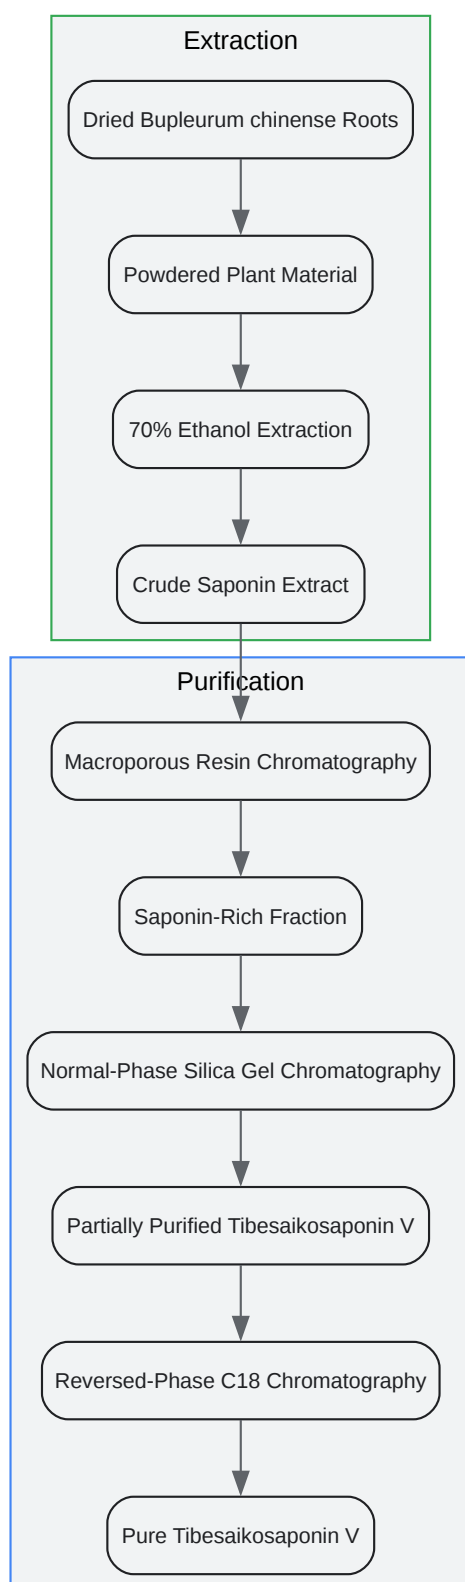 Extraction
Dried Bupleurum chinense Roots
Powdered Plant Material
70% Ethanol Extraction
Crude Saponin Extract
Purification
Macroporous Resin Chromatography
Saponin-Rich Fraction
Normal-Phase Silica Gel Chromatography
Partially Purified Tibesaikosaponin V
Reversed-Phase C18 Chromatography
Pure Tibesaikosaponin V